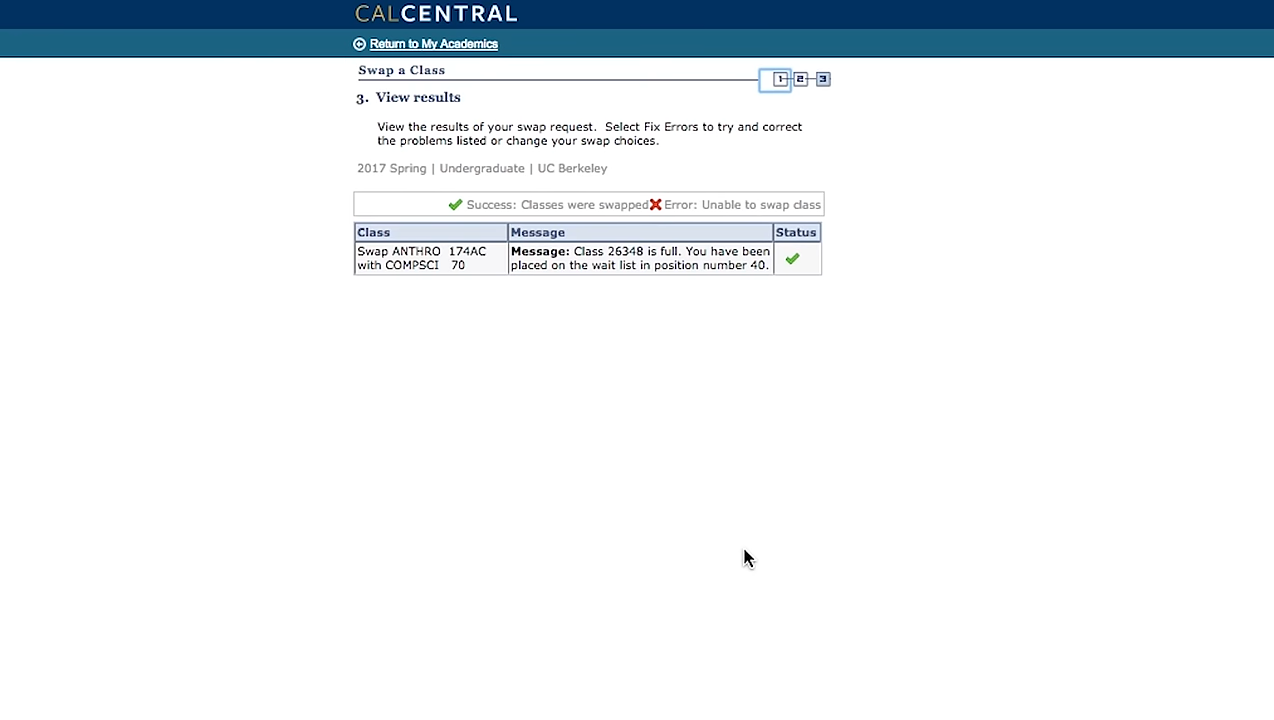 CALCENTRAL
Return to My Academics
Swap a Class
1 2 3
3. View results
View the results of your swap request. Select Fix Errors to try and correct
the problems listed or change your swap choices.
2017 Spring | Undergraduate | UC Berkeley
Success: Classes were swapped Error: Unable to swap class
Class Message Status
Swap ANTHRO 174AC Message: Class 26348 is full. You have been
with COMPSCI 70 placed on the wait list in position number 40.